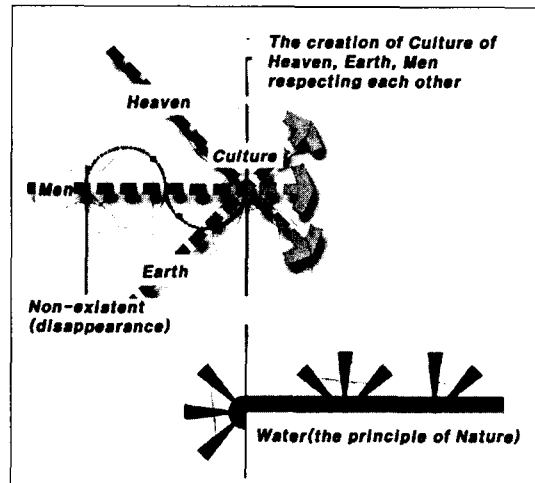 The creation of Culture of
Heaven, Earth, Men
respecting each other
Heaven
Culture
Men
Earth
Non-existent
(disappearance)
Water(the principle of Nature)